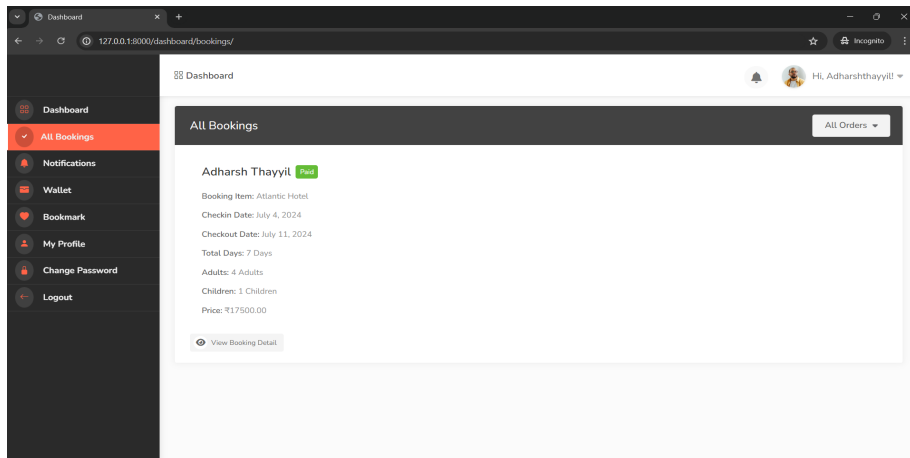 Dashboard
127.0.0.1:8000/dashboard/bookings/
Incognito
Dashboard
Hi, Adharshthayyil!
Dashboard
All Bookings
Notifications
Wallet
Bookmark
My Profile
Change Password
Logout
All Bookings
All Orders
Adharsh Thayyil Paid
Booking Item: Atlantic Hotel
Checkin Date: July 4, 2024
Checkout Date: July 11, 2024
Total Days: 7 Days
Adults: 4 Adults
Children: 1 Children
Price: ₹17500.00
View Booking Detail